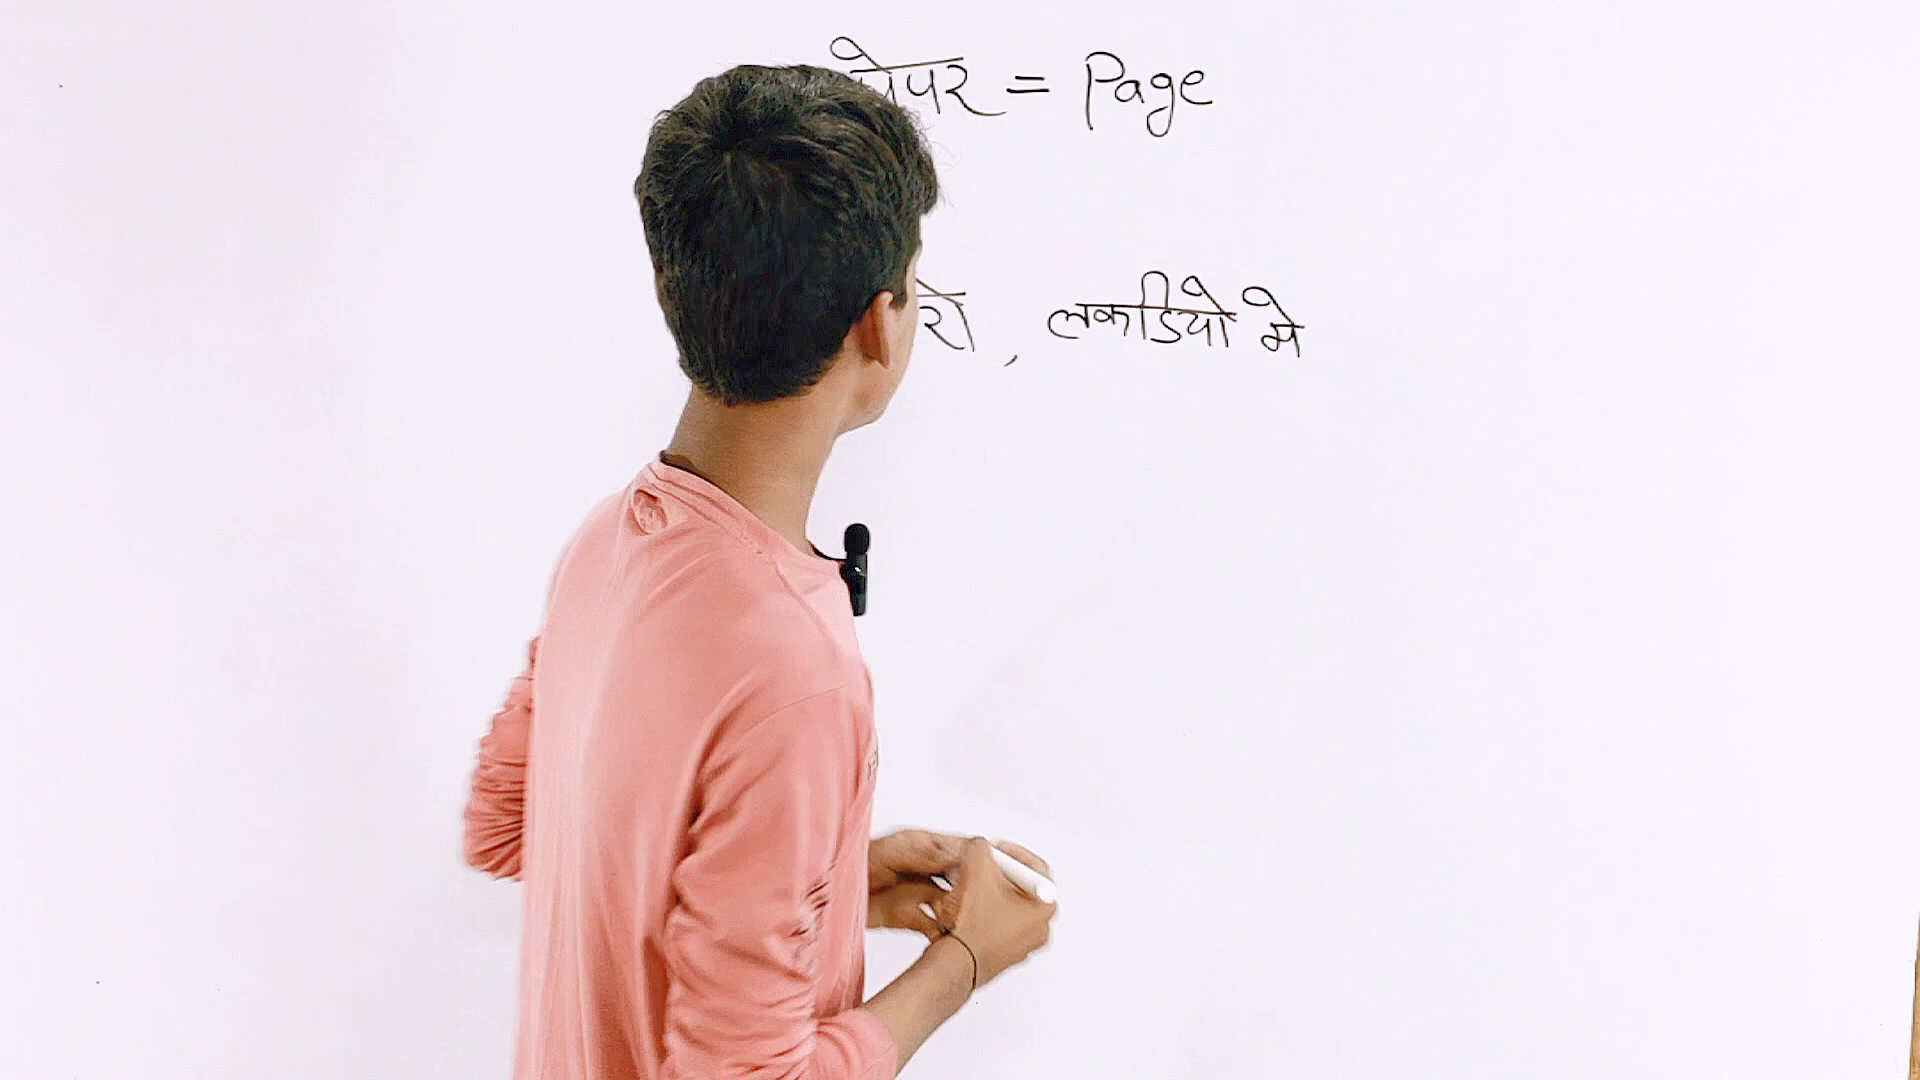 पेपर = Page
, लकडियो मे